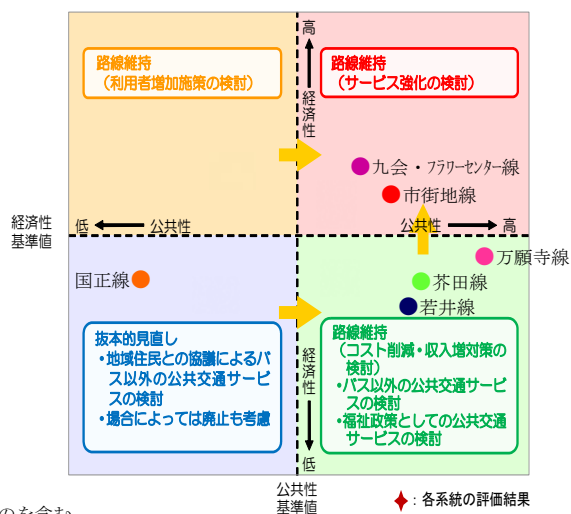 高
経済性
路線維持
（利用者増加施策の検討）
路線維持
（サービス強化の検討）
九会・フラワーセンター線
市街地線
経済性
基準値
低
公共性
公共性
高
万願寺線
国正線
芥田線
若井線
抜本的見直し
・地域住民との協議によるバ
ス以外の公共交通サービ
スの検討
・場合によっては廃止も考慮
経済性
低
路線維持
（コスト削減・収入増対策の
検討）
・バス以外の公共交通サービ
スの検討
・福祉政策としての公共交通
サービスの検討
公共性
基準値
：各系統の評価結果